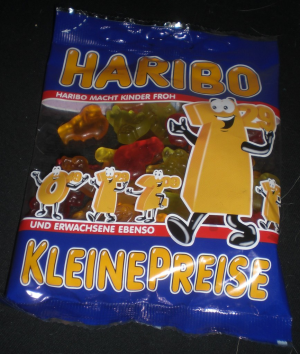 HARIBO
HARIBO MACHT KINDER FROH
UND ERWACHSENE EBENSO
KLEINEPREISE